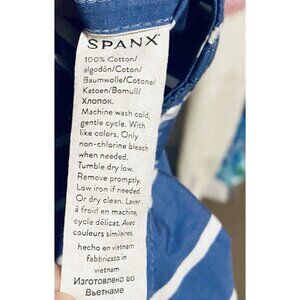 SPANX
100% Cotton/
algodón/Coton/
Baumwolle/Cotone/
Katoen/Bomull/
Хлопок.
Machine wash cold,
gentle cycle. With
like colors. Only
non-chlorine bleach
when needed.
Tumble dry low.
Remove promptly.
Low iron if needed.
Or dry clean. Laver
à froid en machine,
cycle délicat. Avec
couleurs similaires.
hecho en vietnam
fabbricato in
vietnam
Изготовлено во
Вьетнаме